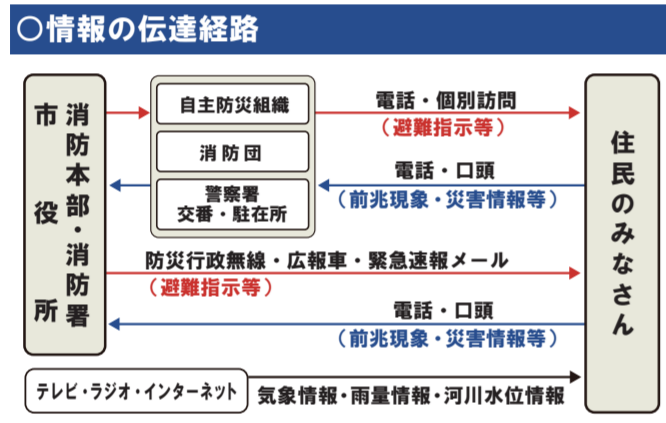 ○情報の伝達経路
市役所
消防本部・消防署
自主防災組織
消防団
警察署
交番・駐在所
電話・個別訪問
（避難指示等）
電話・口頭
（前兆現象・災害情報等）
防災行政無線・広報車・緊急速報メール
（避難指示等）
電話・口頭
（前兆現象・災害情報等）
住民のみなさん
テレビ・ラジオ・インターネット
気象情報・雨量情報・河川水位情報